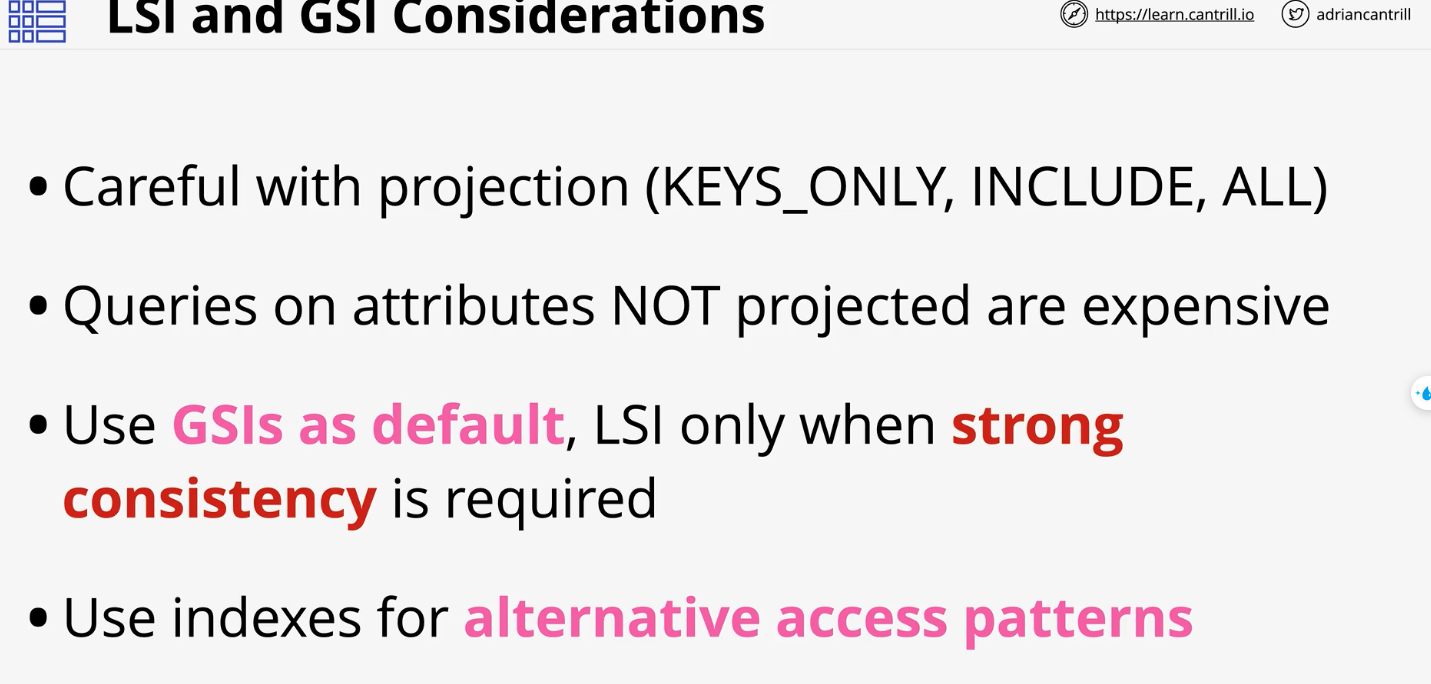 LSI and GSI Considerations
https://learn.cantrill.io
adriancantrill
• Careful with projection (KEYS_ONLY, INCLUDE, ALL)
• Queries on attributes NOT projected are expensive
• Use GSIs as default, LSI only when strong
consistency is required
• Use indexes for alternative access patterns